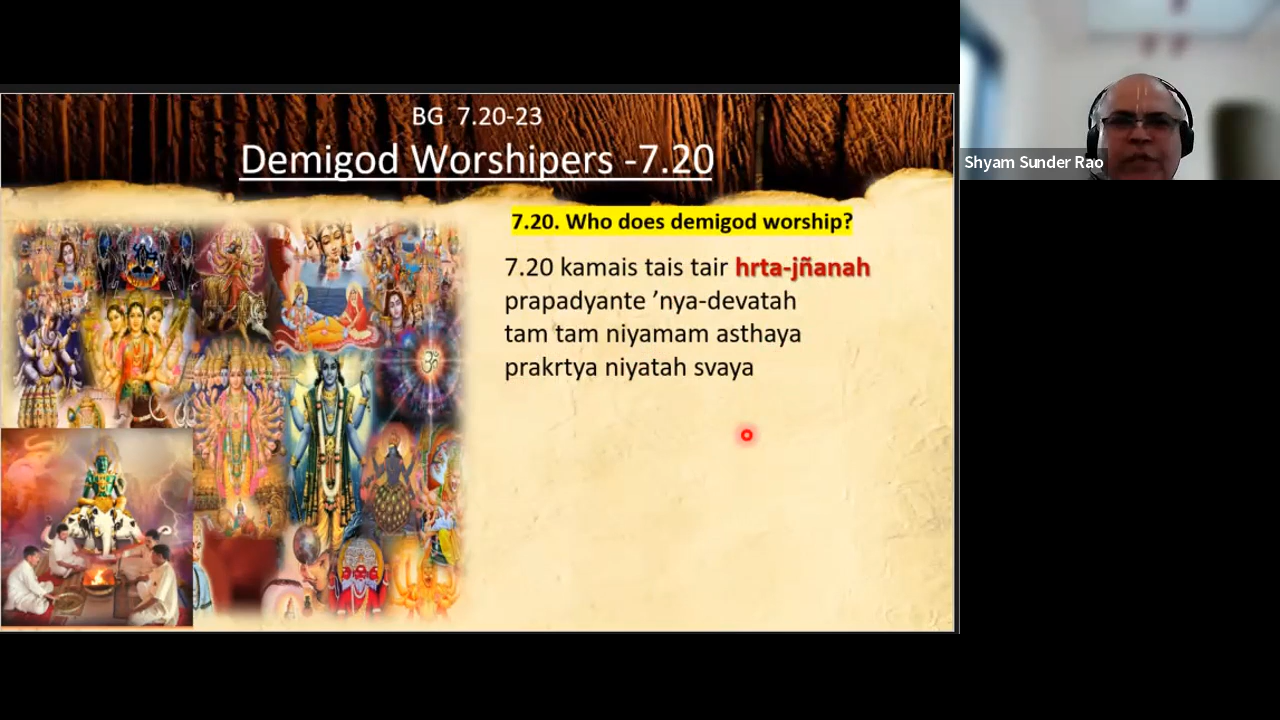 BG 7.20-23
Demigod Worshipers -7.20
7.20. Who does demigod worship?
7.20 kamais tais tair hrta-jñanah
prapadyante ’nya-devatah
tam tam niyamam asthaya
prakrtya niyatah svaya
ॐ
Shyam Sunder Rao